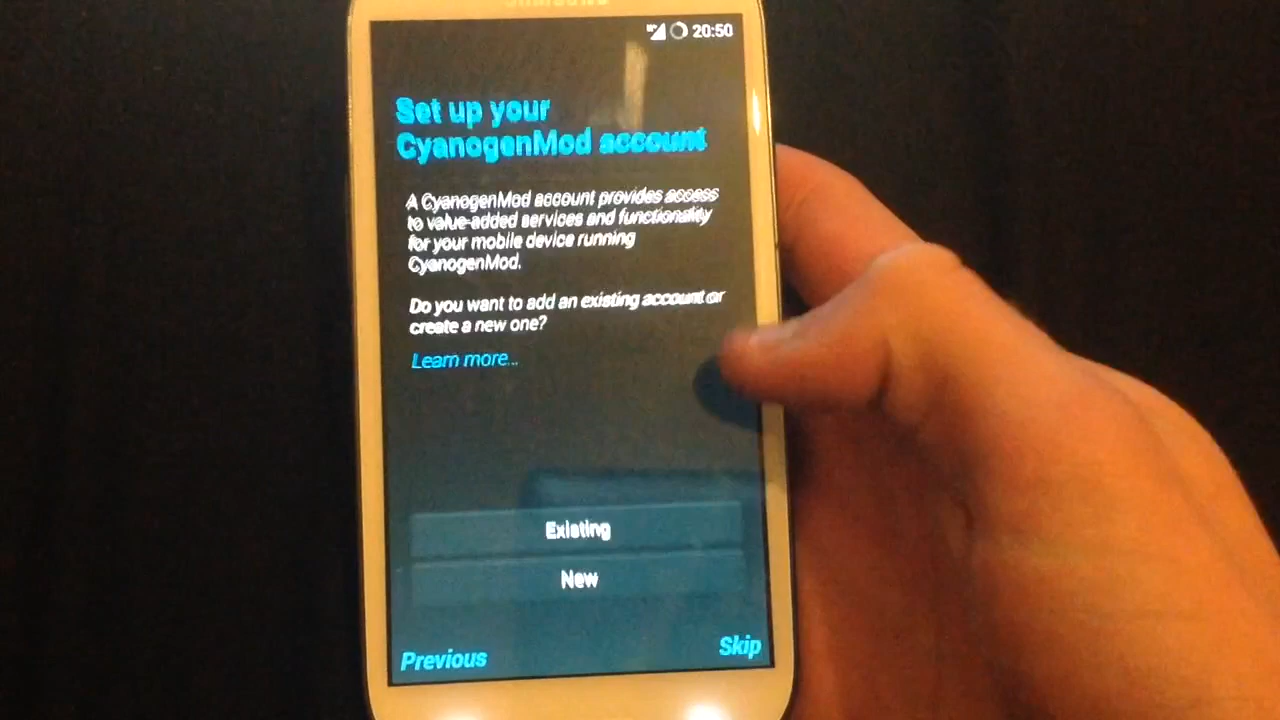 SAMSUNG
20:50
Set up your
CyanogenMod account
A CyanogenMod account provides access
to value-added services and functionality
for your mobile device running
CyanogenMod.
Do you want to add an existing account or
create a new one?
Learn more...
Existing
New
Previous
Skip